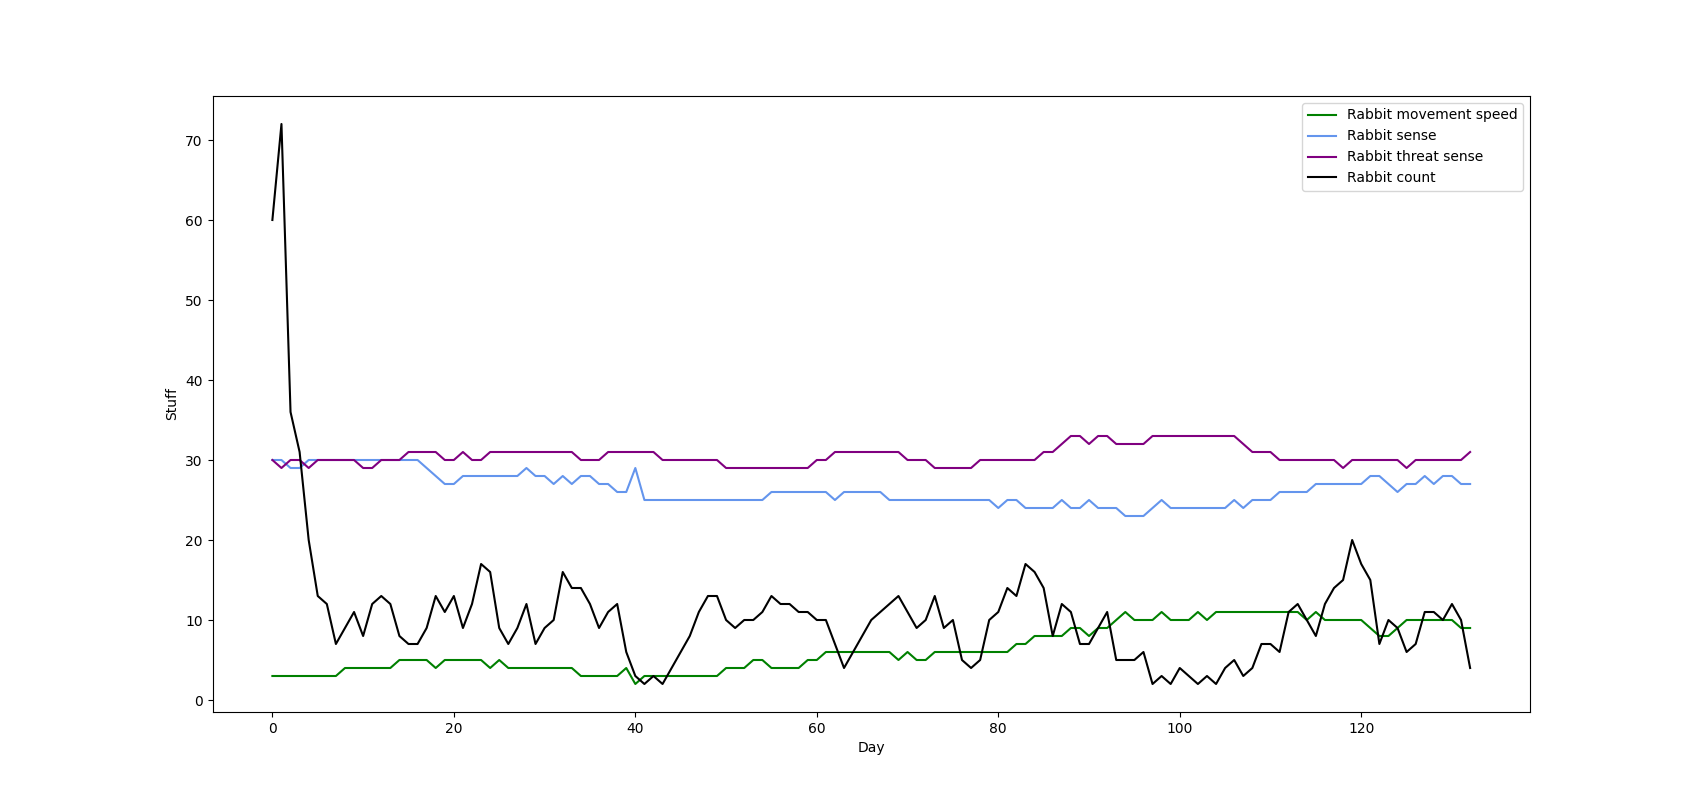 Rabbit movement speed
Rabbit sense
Rabbit threat sense
Rabbit count
70
60
50
40
30
20
10
0
Stuff
0 20 40 60 80 100 120
Day